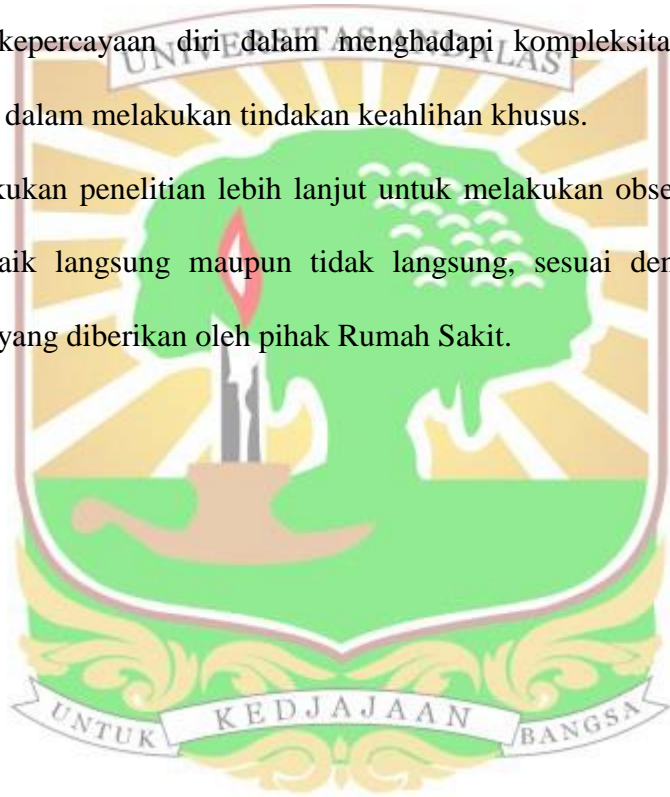 kepercayaan diri dalam menghadapi kompleksita
UNIVERSITAS ANDALAS
dalam melakukan tindakan keahlihan khusus.
kukan penelitian lebih lanjut untuk melakukan obse
aik langsung maupun tidak langsung, sesuai den
yang diberikan oleh pihak Rumah Sakit.
UNTUK KEDJAJAAN BANGSA